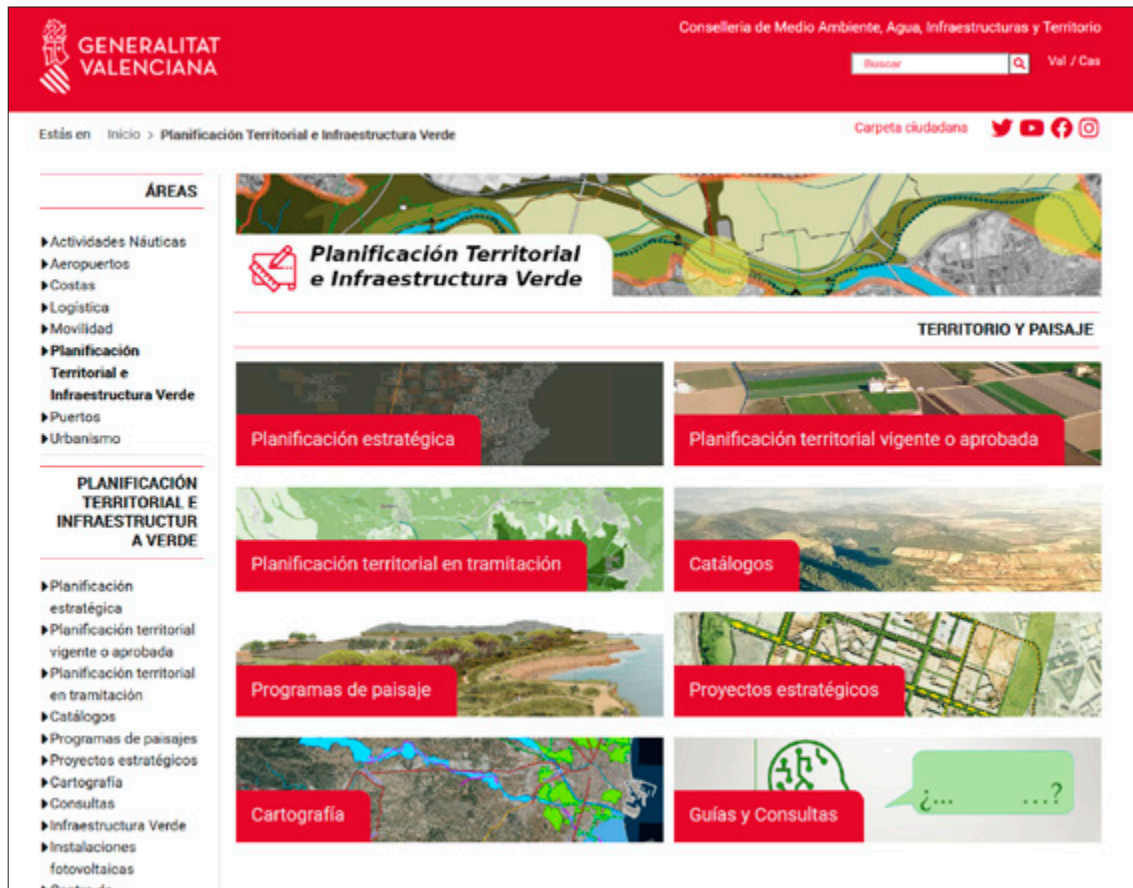 GENERALITAT
VALENCIANA
Conselleria de Medio Ambiente, Agua, Infraestructuras y Territorio
Buscar
Val / Cas
Estás en Inicio > Planificación Territorial e Infraestructura Verde
Carpeta ciudadana
ÁREAS
Actividades Náuticas
Aeropuertos
Costas
Logística
Movilidad
Planificación
Territorial e
Infraestructura Verde
Puertos
Urbanismo
PLANIFICACIÓN
TERRITORIAL E
INFRAESTRUCTUR
A VERDE
Planificación
estratégica
Planificación territorial
vigente o aprobada
Planificación territorial
en tramitación
Catálogos
Programas de paisajes
Proyectos estratégicos
Cartografía
Consultas
Infraestructura Verde
Instalaciones
fotovoltaicas
Planificación Territorial
e Infraestructura Verde
TERRITORIO Y PAISAJE
Planificación estratégica
Planificación territorial vigente o aprobada
Planificación territorial en tramitación
Catálogos
Programas de paisaje
Proyectos estratégicos
Cartografía
Guías y Consultas
¿... ...?